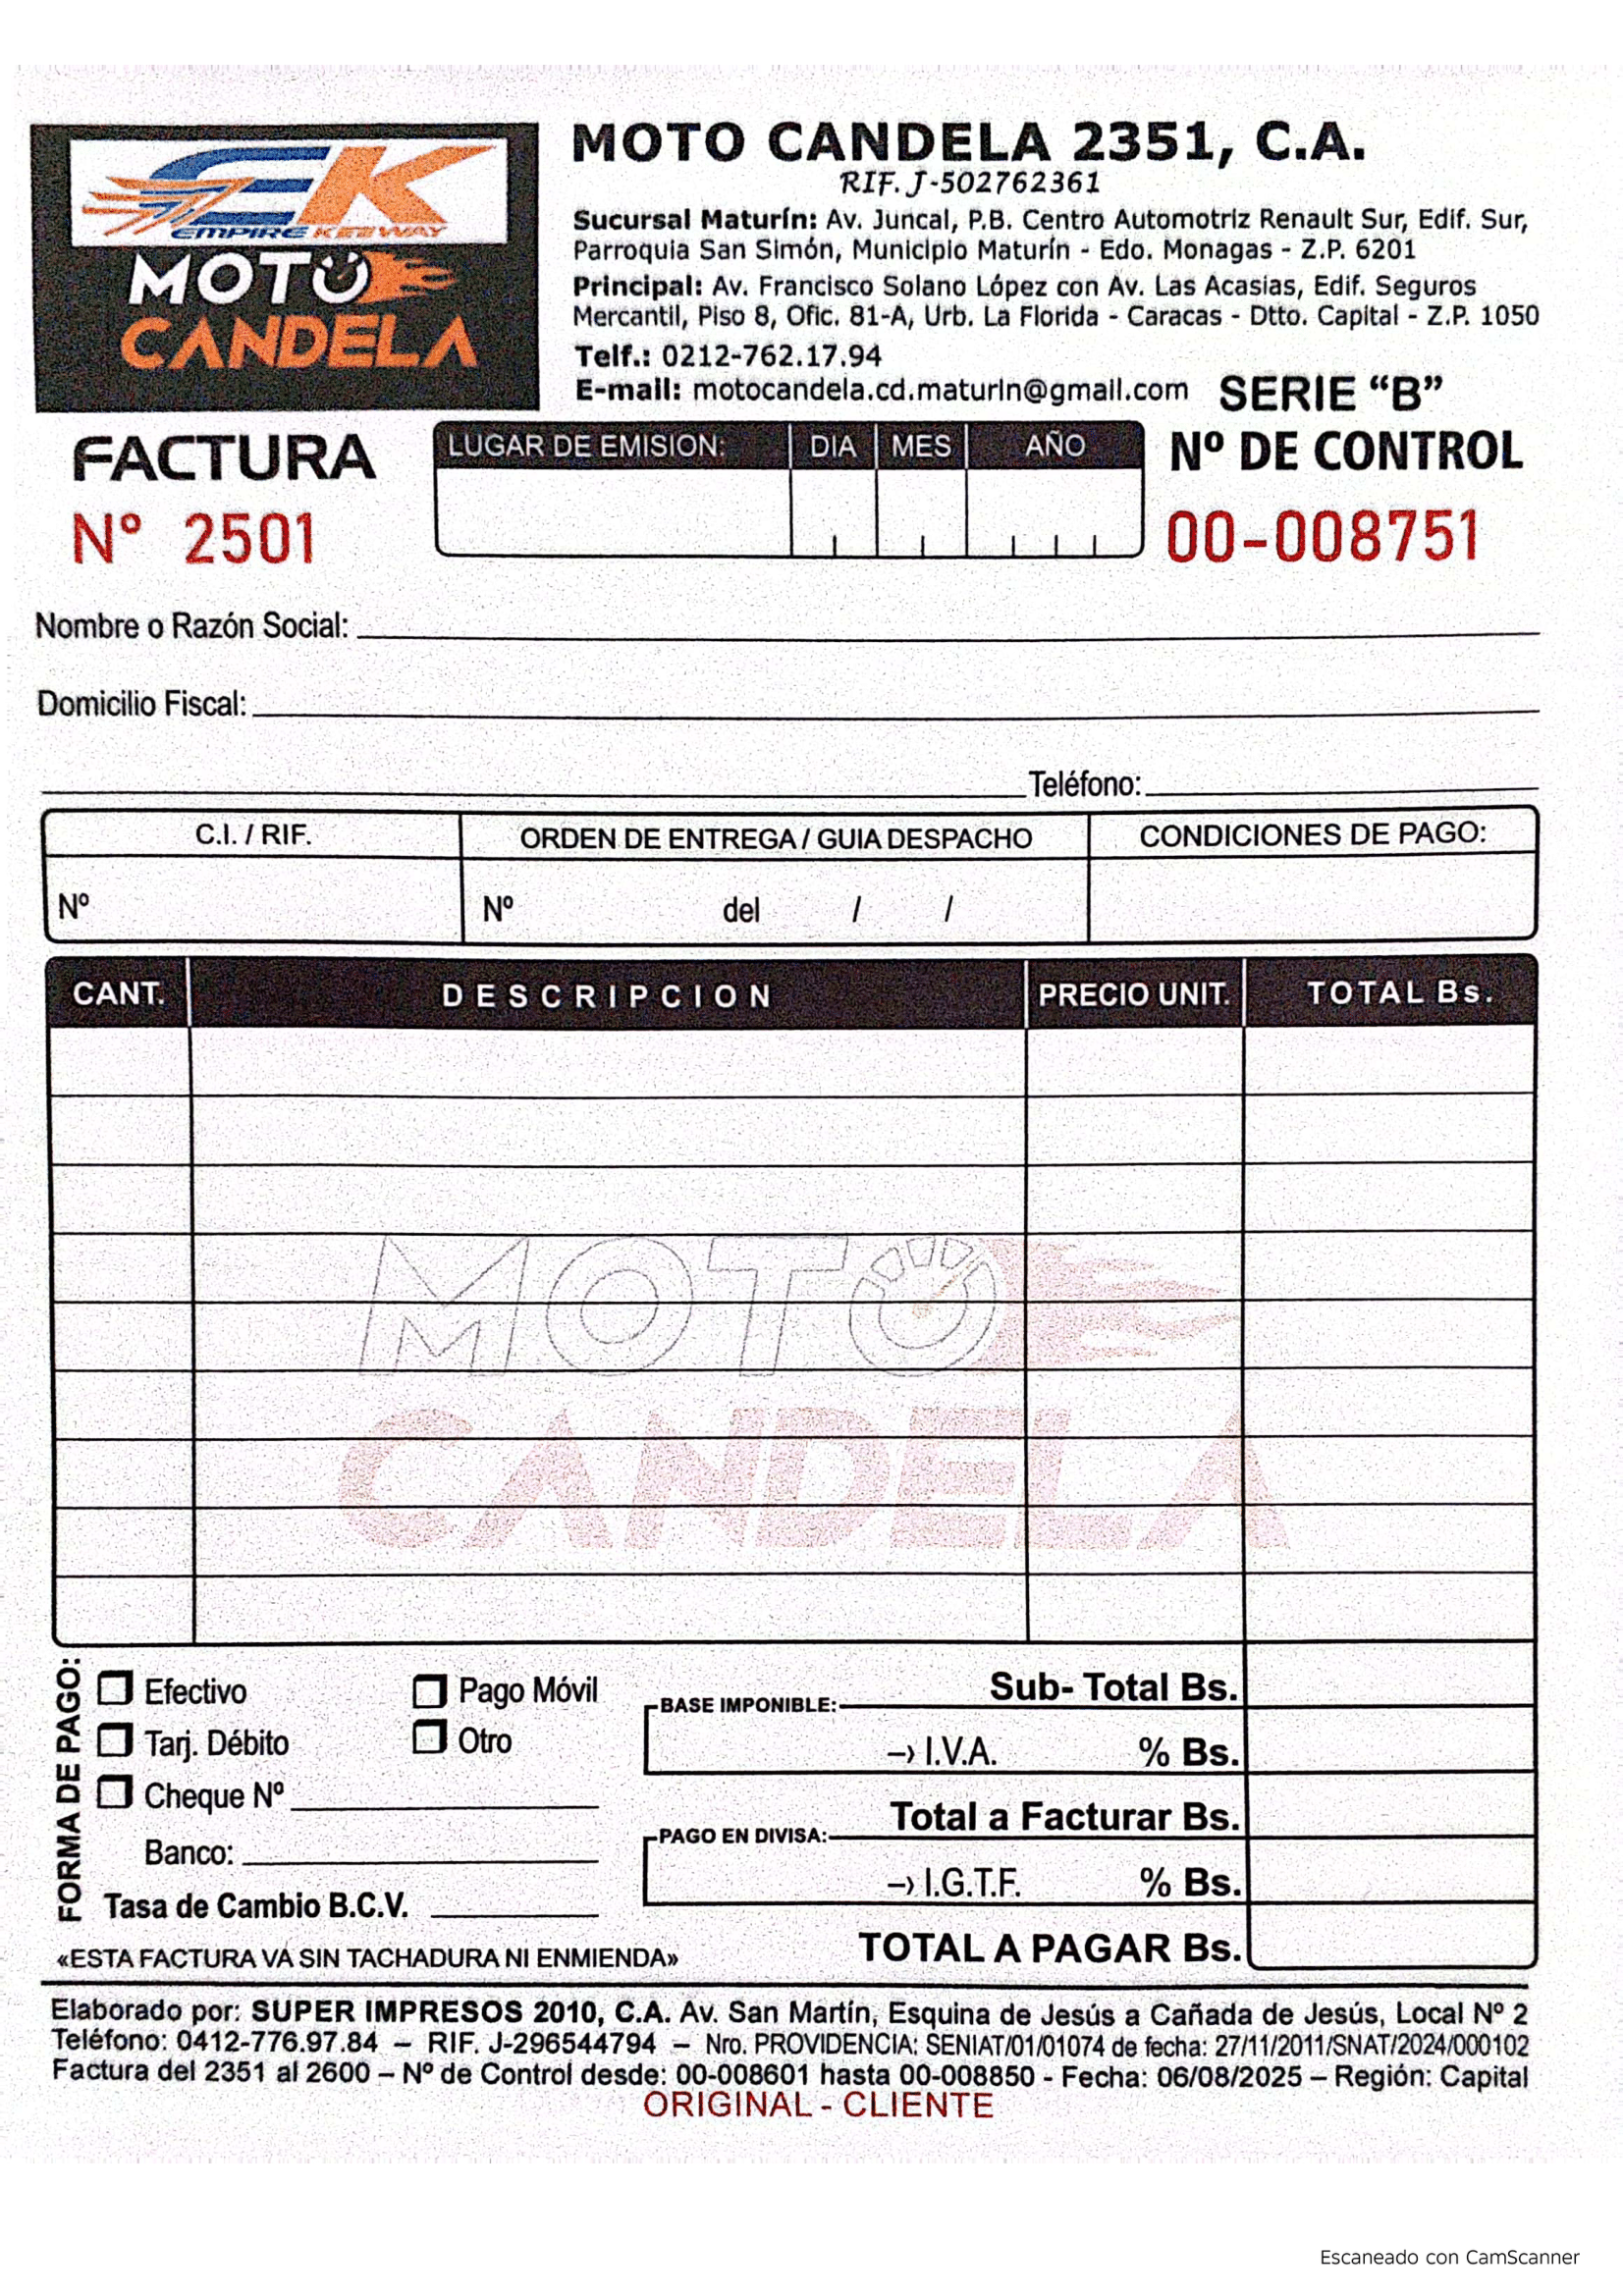 EK
EMPIRE KEEWAY
MOTO
CANDELA
MOTO CANDELA 2351, C.A.
RIF. J-502762361
Sucursal Maturín: Av. Juncal, P.B. Centro Automotriz Renault Sur, Edif. Sur,
Parroquia San Simón, Municipio Maturín - Edo. Monagas - Z.P. 6201
Principal: Av. Francisco Solano López con Av. Las Acasias, Edif. Seguros
Mercantil, Piso 8, Ofic. 81-A, Urb. La Florida - Caracas - Dtto. Capital - Z.P. 1050
Telf.: 0212-762.17.94
E-mail: motocandela.cd.maturin@gmail.com SERIE “B”
FACTURA
Nº 2501
LUGAR DE EMISION: DIA MES AÑO
Nº DE CONTROL
00-008751
Nombre o Razón Social:
Domicilio Fiscal:
Teléfono:
C.I. / RIF. ORDEN DE ENTREGA / GUIA DESPACHO CONDICIONES DE PAGO:
Nº Nº del / /
CANT. DESCRIPCION PRECIO UNIT. TOTAL Bs.
MOTO
CANDELA
FORMA DE PAGO:
Efectivo Pago Móvil
Tarj. Débito Otro
Cheque Nº
Banco:
Tasa de Cambio B.C.V.
«ESTA FACTURA VA SIN TACHADURA NI ENMIENDA»
Sub- Total Bs.
BASE IMPONIBLE:
–› I.V.A. % Bs.
Total a Facturar Bs.
PAGO EN DIVISA:
–› I.G.T.F. % Bs.
TOTAL A PAGAR Bs.
Elaborado por: SUPER IMPRESOS 2010, C.A. Av. San Martín, Esquina de Jesús a Cañada de Jesús, Local Nº 2
Teléfono: 0412-776.97.84 – RIF. J-296544794 – Nro. PROVIDENCIA: SENIAT/01/01074 de fecha: 27/11/2011/SNAT/2024/000102
Factura del 2351 al 2600 – Nº de Control desde: 00-008601 hasta 00-008850 - Fecha: 06/08/2025 – Región: Capital
ORIGINAL - CLIENTE
Escaneado con CamScanner